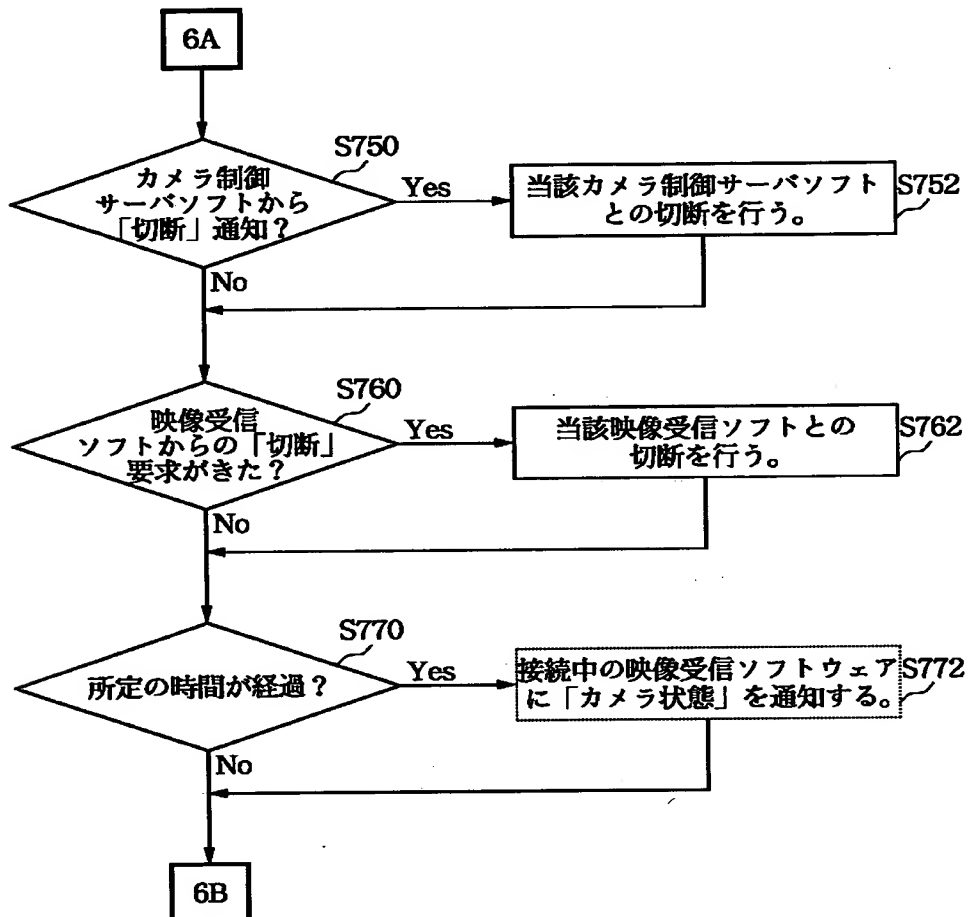 6A
S750
カメラ制御
サーバソフトから
「切断」通知？
Yes
当該カメラ制御サーバソフト
との切断を行う。
S752
No
S760
映像受信
ソフトからの「切断」
要求がきた？
Yes
当該映像受信ソフトとの
切断を行う。
S762
No
S770
所定の時間が経過？
Yes
接続中の映像受信ソフトウェア
に「カメラ状態」を通知する。
S772
No
6B